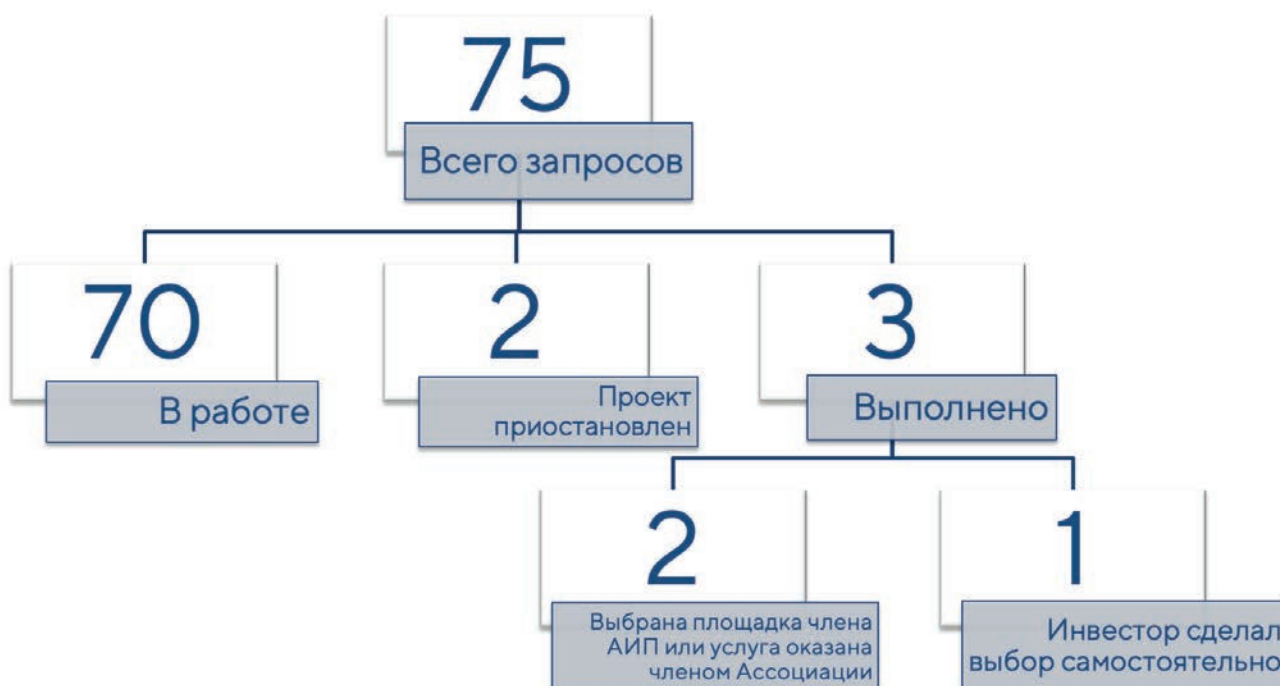 75
Всего запросов
70
В работе
2
Проект
приостановлен
3
Выполнено
2
Выбрана площадка члена
АИП или услуга оказана
членом Ассоциации
1
Инвестор сделал
выбор самостоятельно